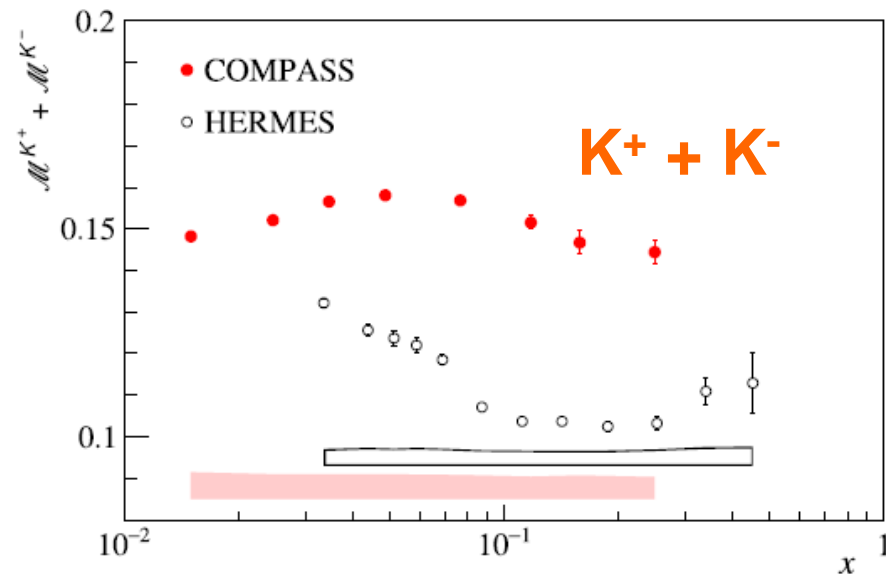 0.2
ℳ^{K⁺} + ℳ^{K⁻}
COMPASS
HERMES
K⁺ + K⁻
0.15
0.1
10⁻²
10⁻¹
1
x